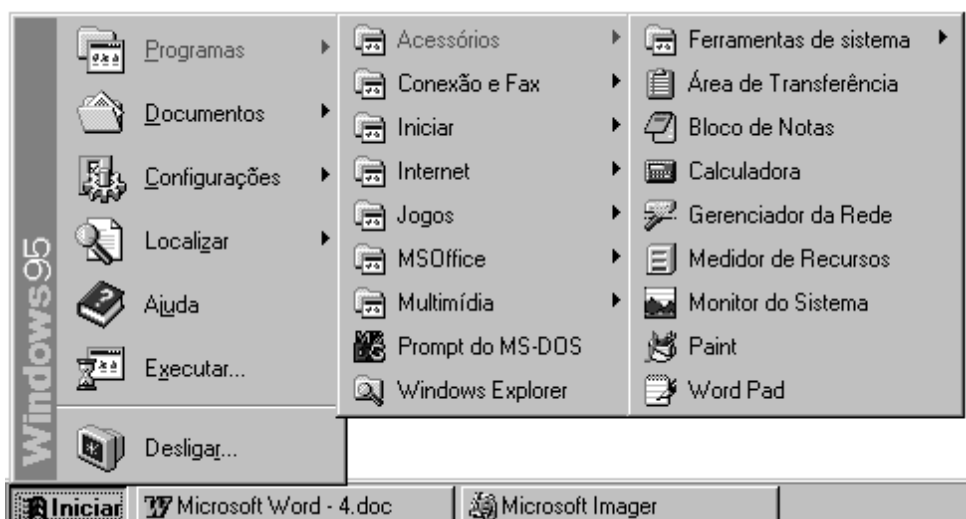 Windows95
Programas
Documentos
Configurações
Localizar
Ajuda
Executar...
Desligar...
Acessórios
Conexão e Fax
Iniciar
Internet
Jogos
MSOffice
Multimídia
Prompt do MS-DOS
Windows Explorer
Ferramentas de sistema
Área de Transferência
Bloco de Notas
Calculadora
Gerenciador da Rede
Medidor de Recursos
Monitor do Sistema
Paint
Word Pad
Iniciar
Microsoft Word - 4.doc
Microsoft Imager